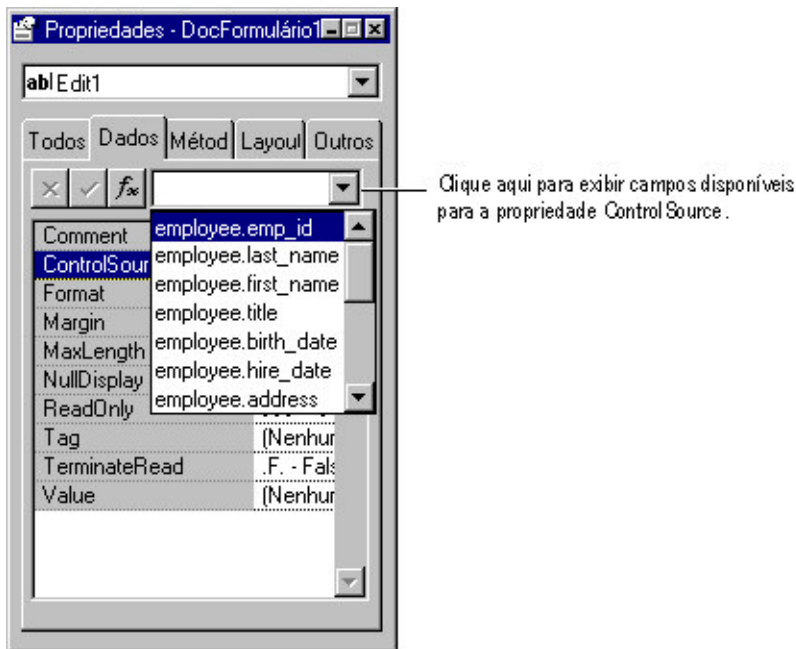 Propriedades - DocFormulário1
abl Edit1
Todos Dados Métod Layout Outros
fx
Clique aqui para exibir campos disponíveis
para a propriedade ControlSource.
Comment
ControlSour
Format
Margin
MaxLength
NullDisplay
ReadOnly
Tag (Nenhur
TerminateRead .F. - Fals
Value (Nenhur
employee.emp_id
employee.last_name
employee.first_name
employee.title
employee.birth_date
employee.hire_date
employee.address